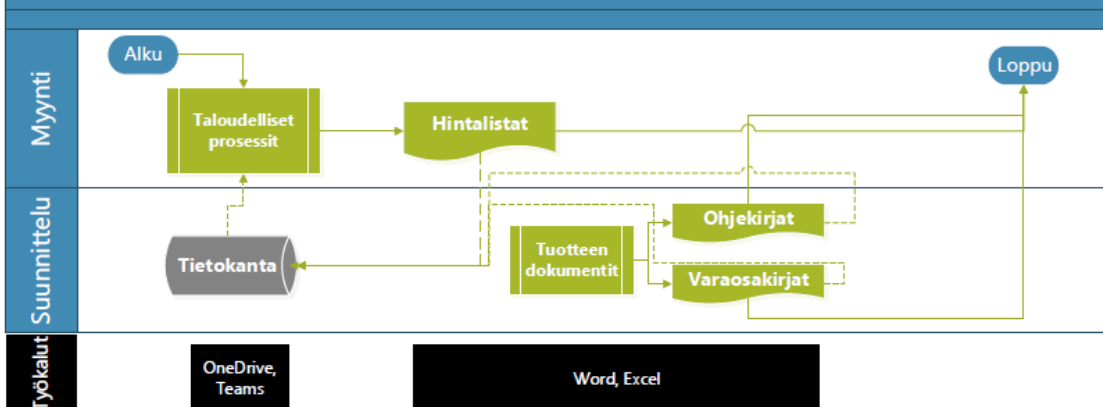 Myynti
Alku
Loppu
Taloudelliset
prosessit
Hintalistat
Suunnittelu
Ohjekirjat
Tietokanta
Tuotteen
dokumentit
Varaosakirjat
Työkalut
OneDrive,
Teams
Word, Excel